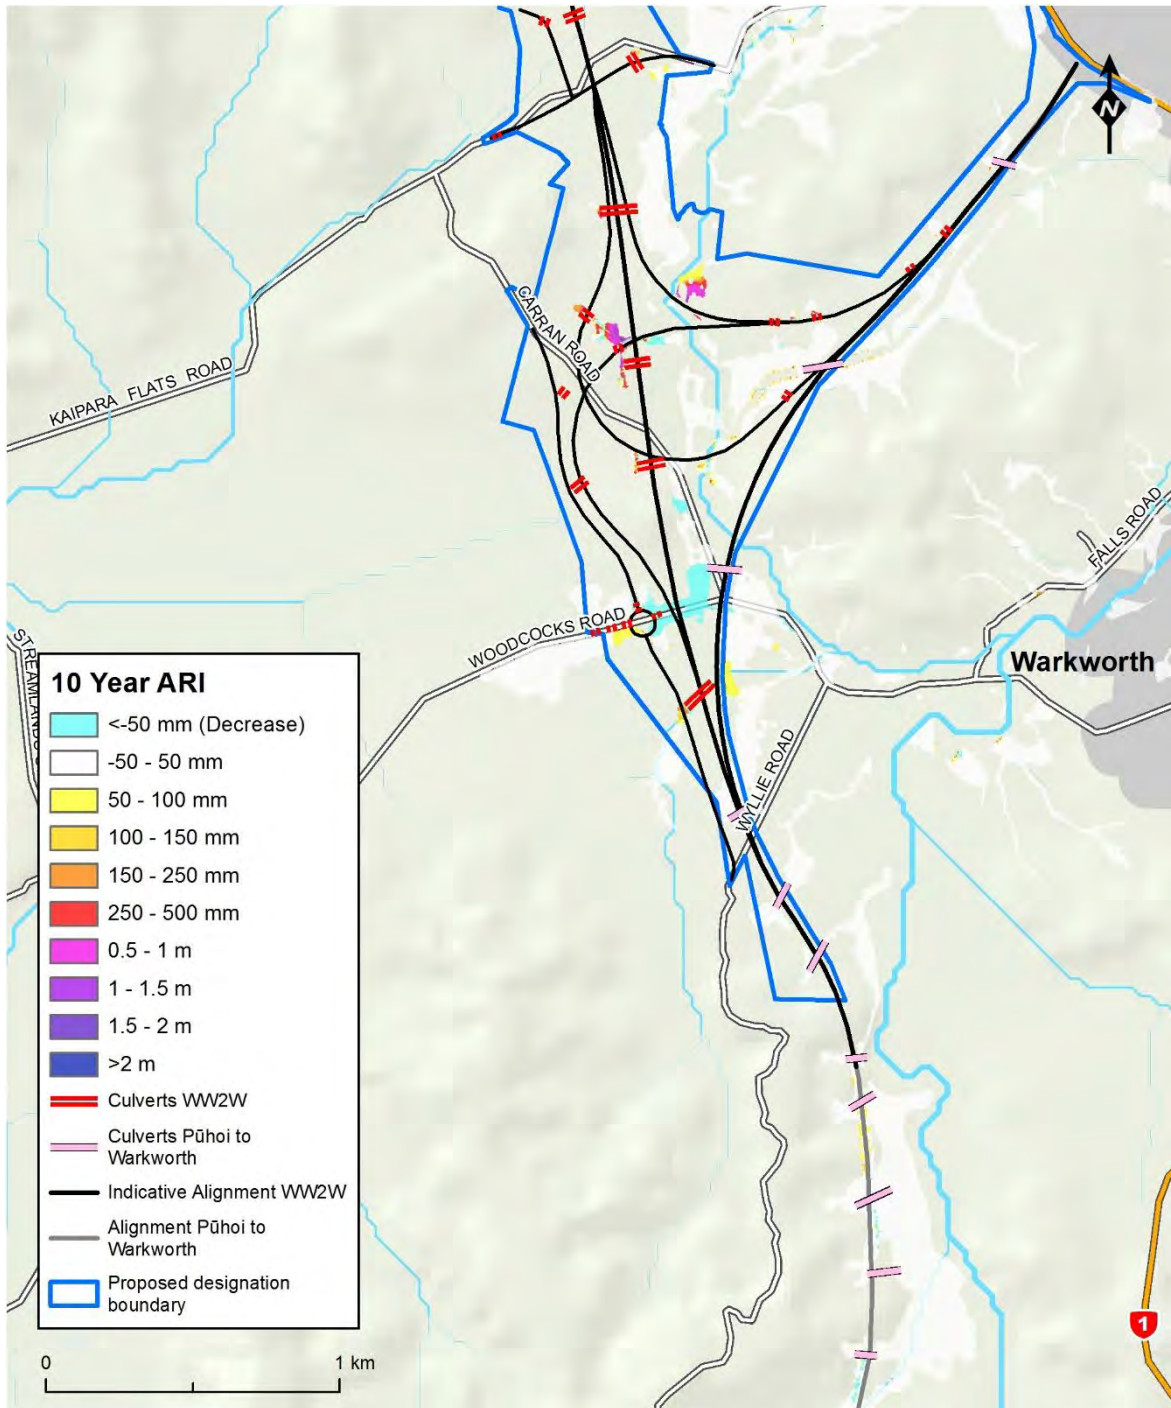 N
CARRAN ROAD
KAIPARA FLATS ROAD
FALLS ROAD
WOODCOCKS ROAD
Warkworth
STREAMLANDS
WYLLIE ROAD
10 Year ARI
<-50 mm (Decrease)
-50 - 50 mm
50 - 100 mm
100 - 150 mm
150 - 250 mm
250 - 500 mm
0.5 - 1 m
1 - 1.5 m
1.5 - 2 m
>2 m
Culverts WW2W
Culverts Pūhoi to
Warkworth
Indicative Alignment WW2W
Alignment Pūhoi to
Warkworth
Proposed designation
boundary
1
0
1 km